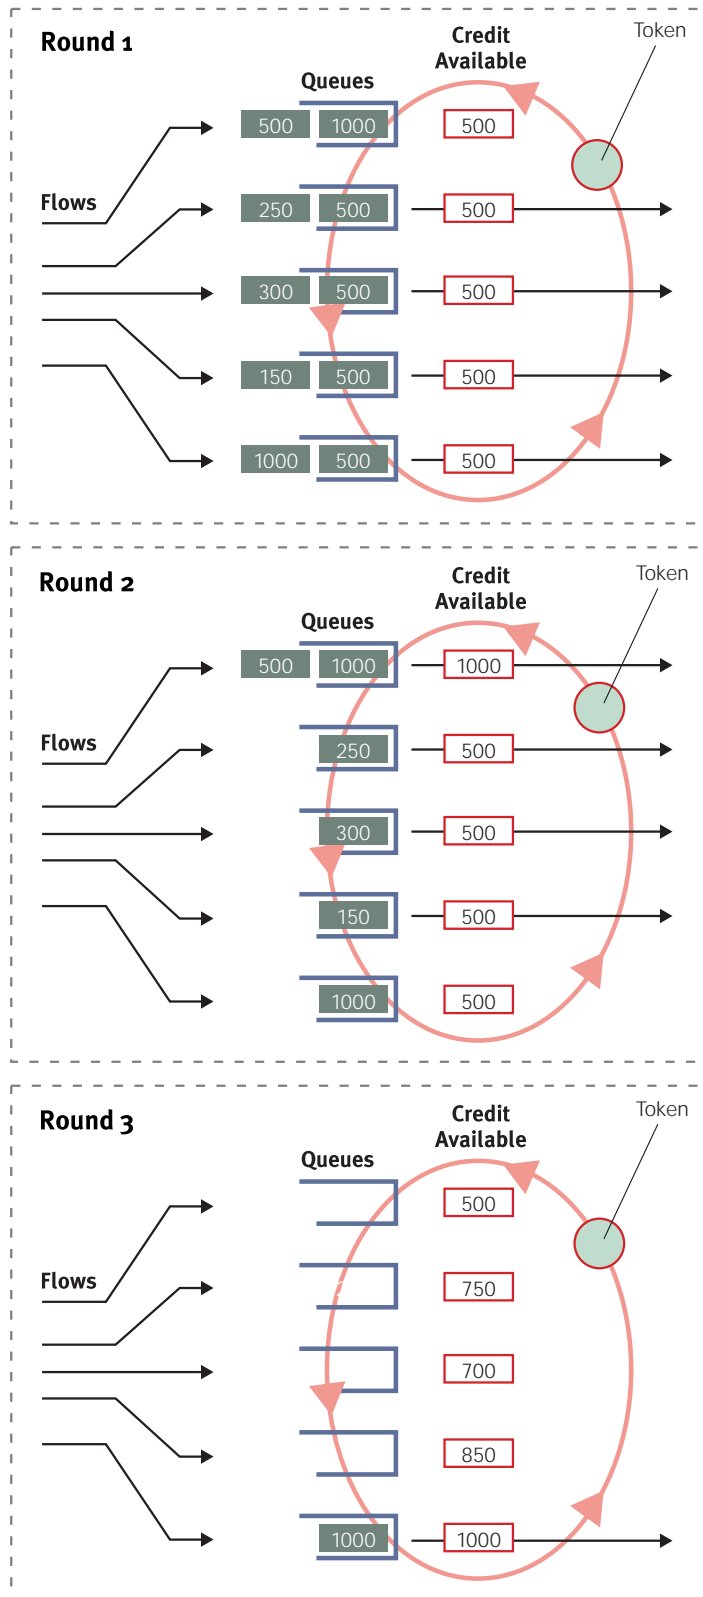 Round 1
Credit
Available
Token
Queues
Flows
500 1000 500
250 500 500
300 500 500
150 500 500
1000 500 500
Round 2
Credit
Available
Token
Queues
Flows
500 1000 1000
250 500
300 500
150 500
1000 500
Round 3
Credit
Available
Token
Queues
Flows
500
750
700
850
1000 1000